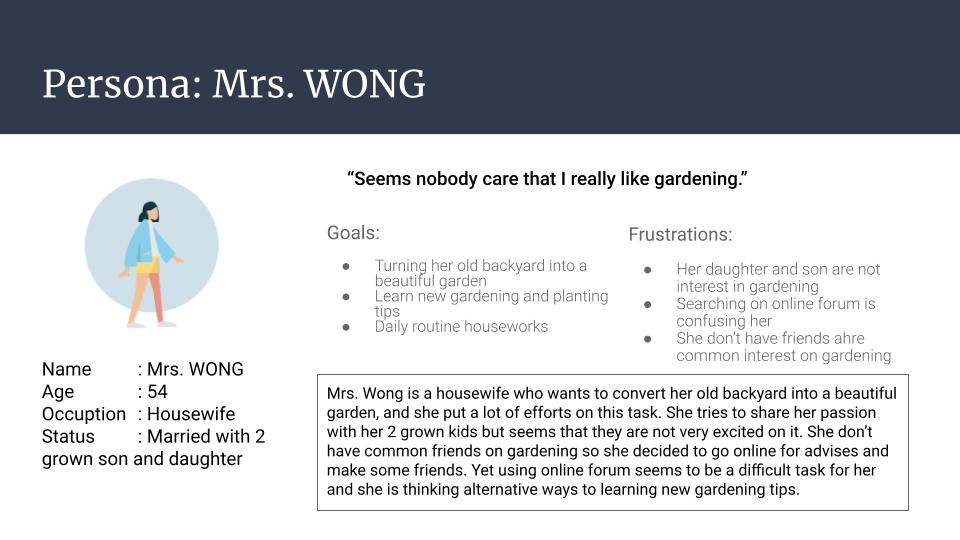 Persona: Mrs. WONG
“Seems nobody care that I really like gardening.”
Goals:
● Turning her old backyard into a
beautiful garden
● Learn new gardening and planting
tips
● Daily routine houseworks
Frustrations:
● Her daughter and son are not
interest in gardening
● Searching on online forum is
confusing her
● She don’t have friends ahre
common interest on gardening
Name : Mrs. WONG
Age : 54
Occuption : Housewife
Status : Married with 2
grown son and daughter
Mrs. Wong is a housewife who wants to convert her old backyard into a beautiful
garden, and she put a lot of efforts on this task. She tries to share her passion
with her 2 grown kids but seems that they are not very excited on it. She don’t
have common friends on gardening so she decided to go online for advises and
make some friends. Yet using online forum seems to be a difficult task for her
and she is thinking alternative ways to learning new gardening tips.